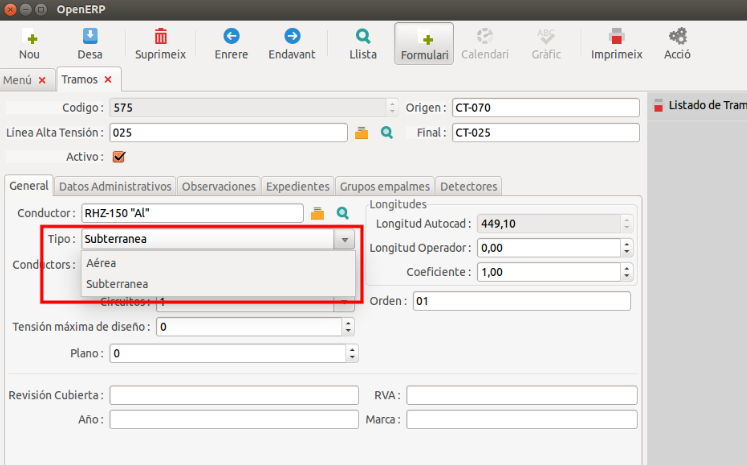 OpenERP
Nou Desa Suprimeix Enrere Endavant Llista Formulari Calendari Gràfic Imprimeix Acció
Menú Tramos
Codigo : 575 Origen : CT-070
Listado de Tram
Línea Alta Tensión : 025 Final : CT-025
Activo :
General Datos Administrativos Observaciones Expedientes Grupos empalmes Detectores
Conductor : RHZ-150 "Al"
Longitudes
Longitud Autocad : 449,10
Tipo : Subterranea
Longitud Operador : 0,00
Aérea
Conductors :
Coeficiente : 1,00
Subterranea
Circuitos : 1 Orden : 01
Tensión máxima de diseño : 0
Plano : 0
Revisión Cubierta : RVA :
Año : Marca :